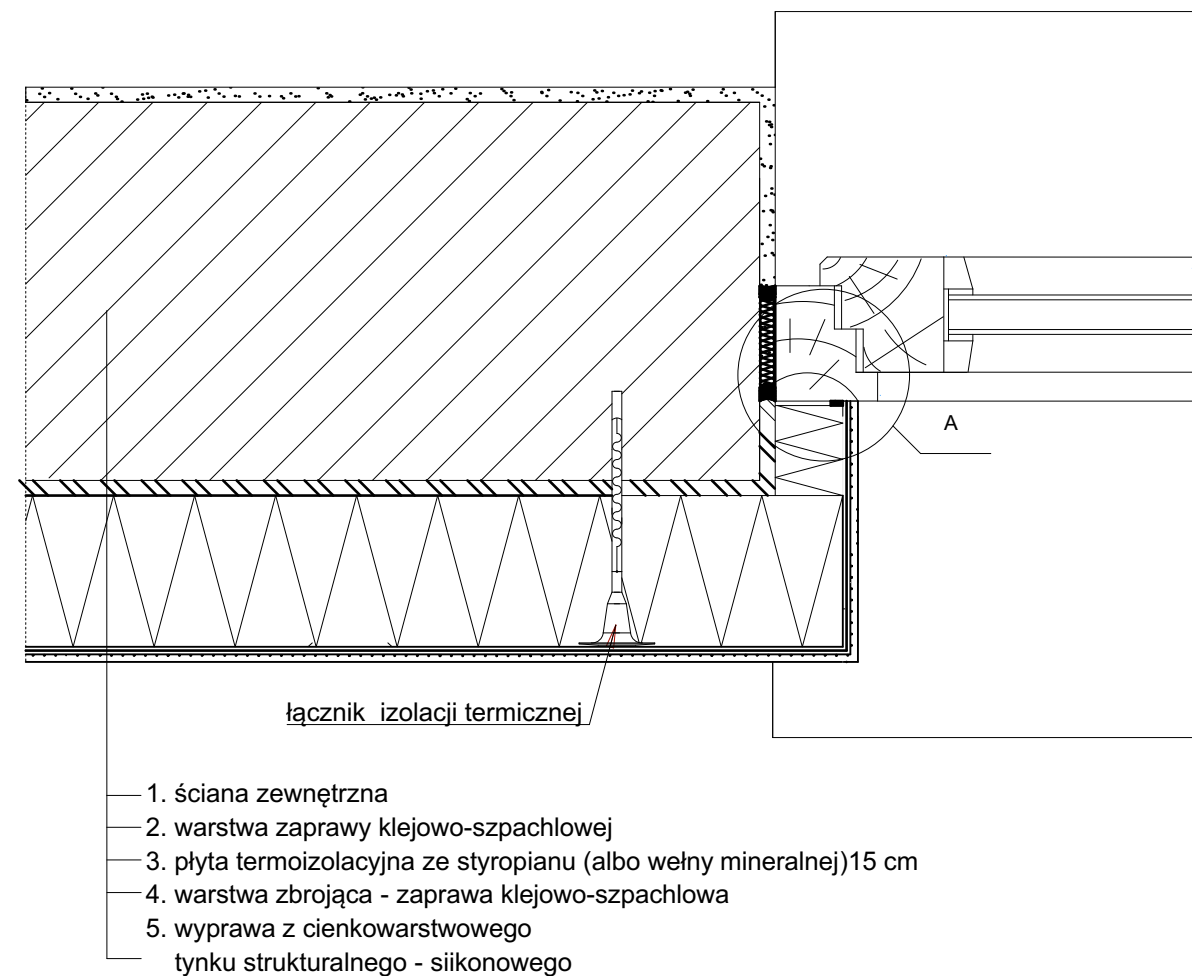 A
łącznik izolacji termicznej
1. ściana zewnętrzna
2. warstwa zaprawy klejowo-szpachlowej
3. płyta termoizolacyjna ze styropianu (albo wełny mineralnej)15 cm
4. warstwa zbrojąca - zaprawa klejowo-szpachlowa
5. wyprawa z cienkowarstwowego
tynku strukturalnego - siikonowego